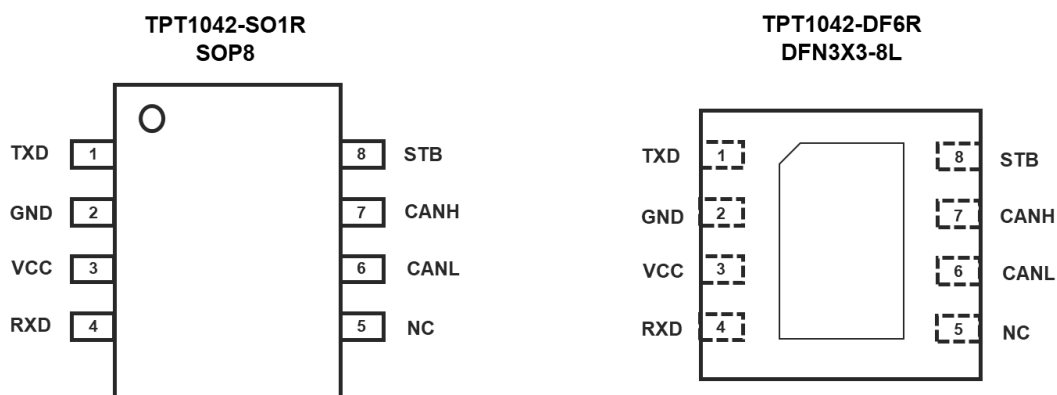 TPT1042-SO1R
SOP8
TXD 1 8 STB
GND 2 7 CANH
VCC 3 6 CANL
RXD 4 5 NC
TPT1042-DF6R
DFN3X3-8L
TXD 1 8 STB
GND 2 7 CANH
VCC 3 6 CANL
RXD 4 5 NC